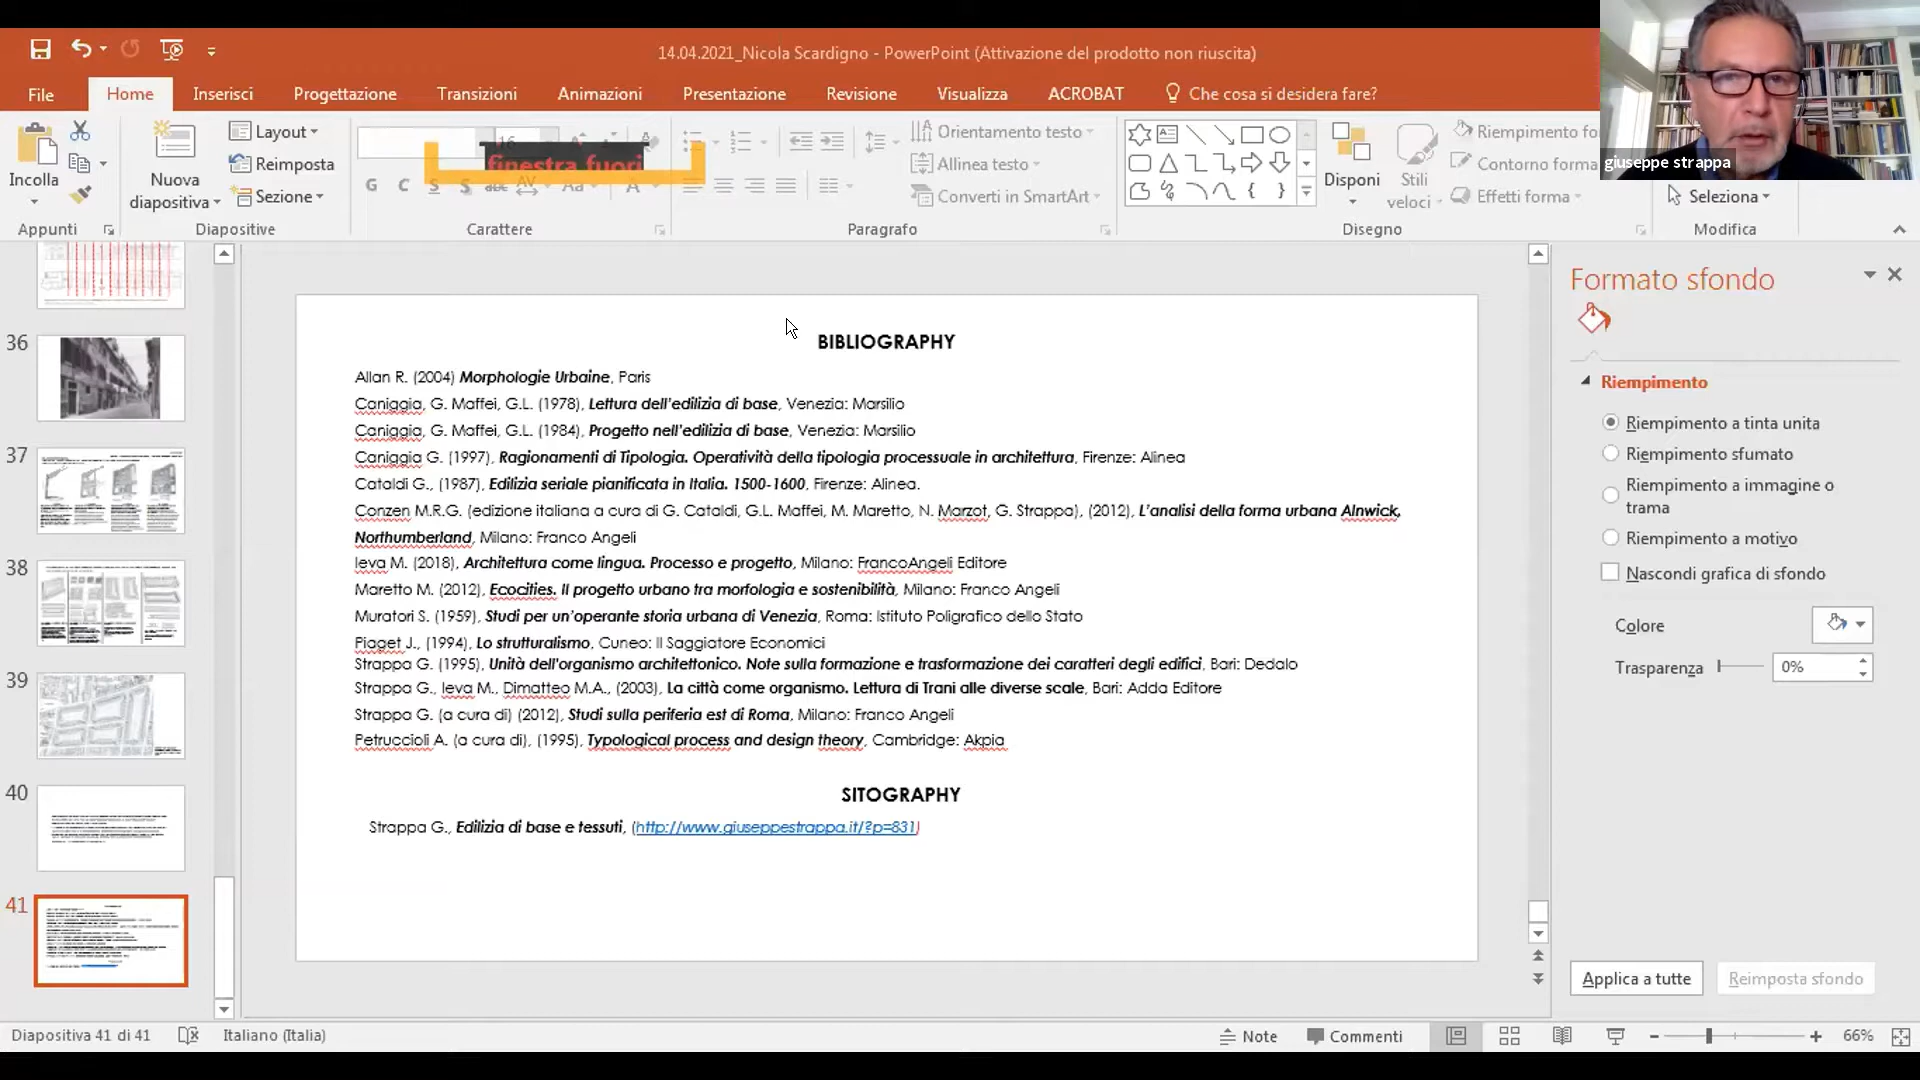 14.04.2021_Nicola Scardigno - PowerPoint (Attivazione del prodotto non riuscita)
File Home Inserisci Progettazione Transizioni Animazioni Presentazione Revisione Visualizza ACROBAT Che cosa si desidera fare?
Incolla
Appunti
Nuova
diapositiva
Layout
Reimposta
Sezione
Diapositive
16
finestra fuori
G C S S abc AV Aa A
Carattere
Orientamento testo
Allinea testo
Converti in SmartArt
Paragrafo
Disponi
Stili
veloci
Riempimento fo
Contorno forma
Effetti forma
Disegno
giuseppe strappa
Seleziona
Modifica
36
37
38
39
40
41
BIBLIOGRAPHY
Allan R. (2004) Morphologie Urbaine, Paris
Caniggia, G. Maffei, G.L. (1978), Lettura dell'edilizia di base, Venezia: Marsilio
Caniggia, G. Maffei, G.L. (1984), Progetto nell'edilizia di base, Venezia: Marsilio
Caniggia G. (1997), Ragionamenti di Tipologia. Operatività della tipologia processuale in architettura, Firenze: Alinea
Cataldi G., (1987), Edilizia seriale pianificata in Italia. 1500-1600, Firenze: Alinea.
Conzen M.R.G. (edizione italiana a cura di G. Cataldi, G.L. Maffei, M. Maretto, N. Marzot, G. Strappa), (2012), L'analisi della forma urbana Alnwick,
Northumberland, Milano: Franco Angeli
Ieva M. (2018), Architettura come lingua. Processo e progetto, Milano: FrancoAngeli Editore
Maretto M. (2012), Ecocities. Il progetto urbano tra morfologia e sostenibilità, Milano: Franco Angeli
Muratori S. (1959), Studi per un'operante storia urbana di Venezia, Roma: Istituto Poligrafico dello Stato
Piaget J., (1994), Lo strutturalismo, Cuneo: Il Saggiatore Economici
Strappa G. (1995), Unità dell'organismo architettonico. Note sulla formazione e trasformazione dei caratteri degli edifici, Bari: Dedalo
Strappa G., Ieva M., Dimatteo M.A., (2003), La città come organismo. Lettura di Trani alle diverse scale, Bari: Adda Editore
Strappa G. (a cura di) (2012), Studi sulla periferia est di Roma, Milano: Franco Angeli
Petruccioli A. (a cura di), (1995), Typological process and design theory, Cambridge: Akpia
SITOGRAPHY
Strappa G., Edilizia di base e tessuti, (http://www.giuseppestrappa.it/?p=831)
Formato sfondo
Riempimento
Riempimento a tinta unita
Riempimento sfumato
Riempimento a immagine o
trama
Riempimento a motivo
Nascondi grafica di sfondo
Colore
Trasparenza 0%
Applica a tutte Reimposta sfondo
Diapositiva 41 di 41 Italiano (Italia) Note Commenti 66%